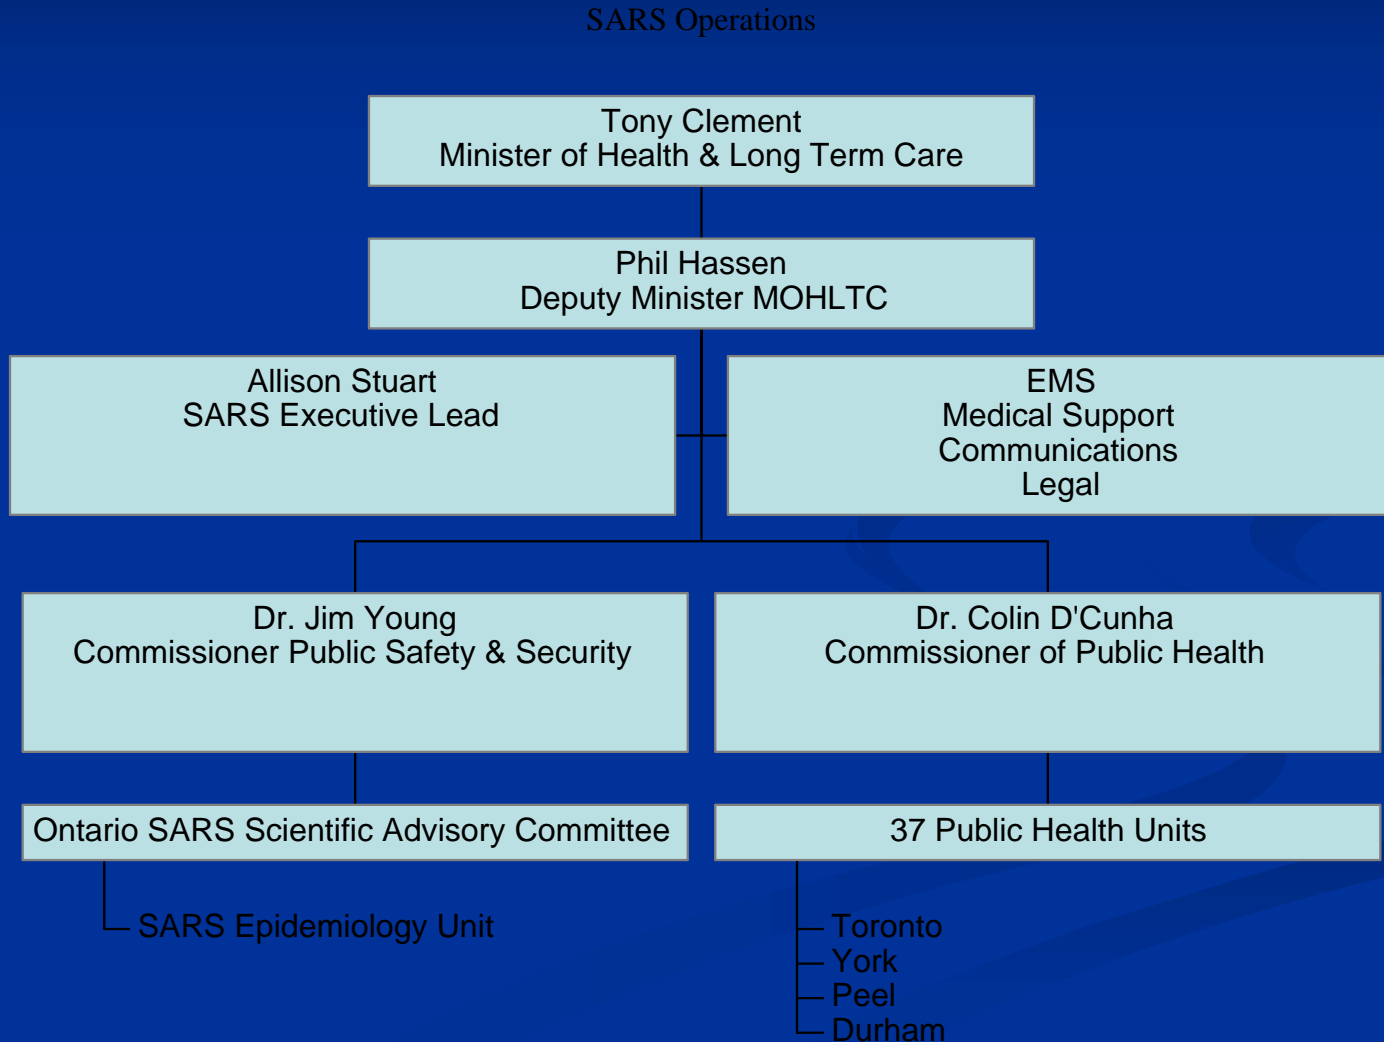 SARS Operations
Tony Clement
Minister of Health & Long Term Care
Phil Hassen
Deputy Minister MOHLTC
Allison Stuart
SARS Executive Lead
EMS
Medical Support
Communications
Legal
Dr. Jim Young
Commissioner Public Safety & Security
Dr. Colin D'Cunha
Commissioner of Public Health
Ontario SARS Scientific Advisory Committee
37 Public Health Units
SARS Epidemiology Unit
Toronto
York
Peel
Durham